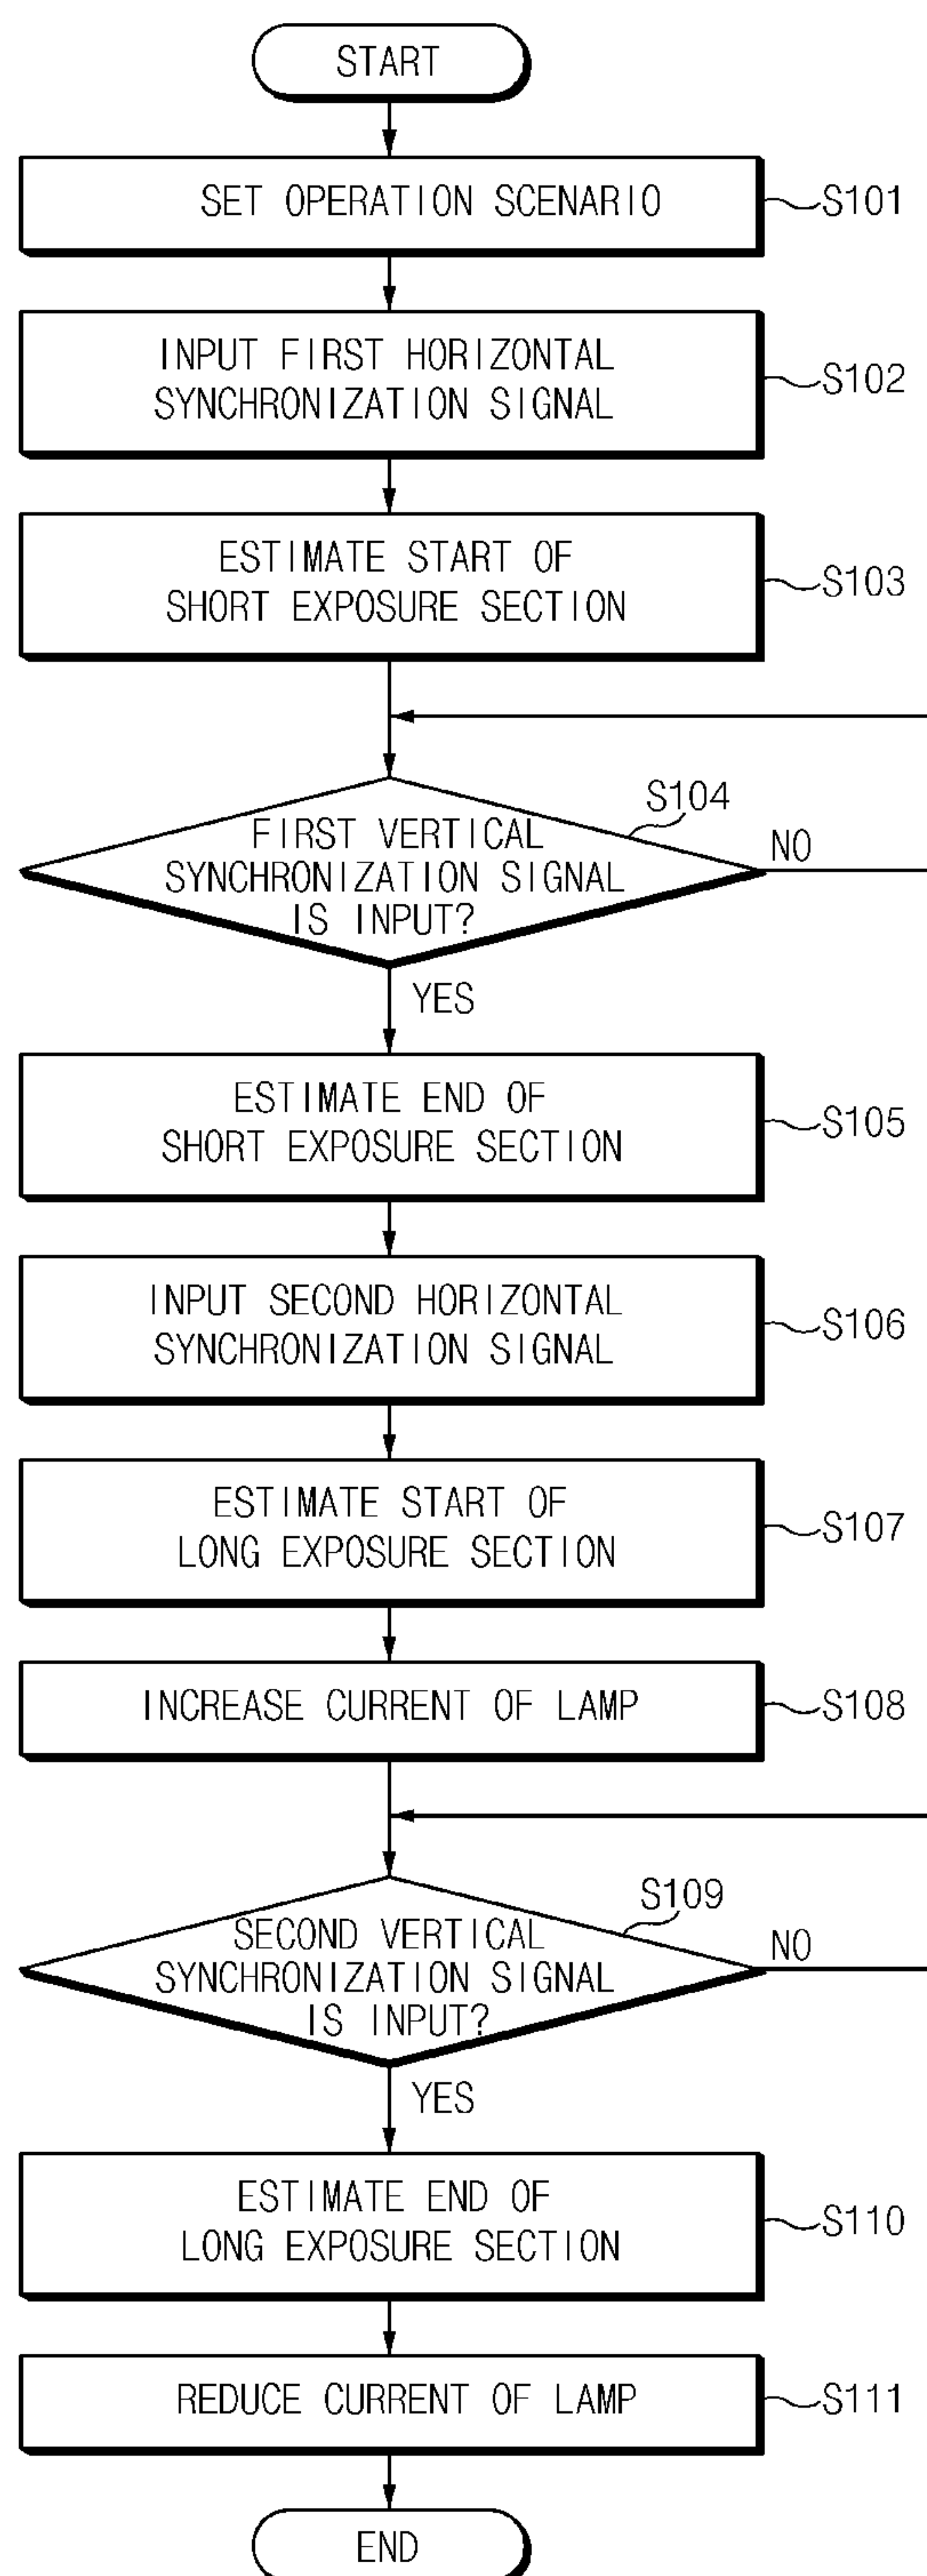 START
SET OPERATION SCENARIO
S101
INPUT FIRST HORIZONTAL
SYNCHRONIZATION SIGNAL
S102
ESTIMATE START OF
SHORT EXPOSURE SECTION
S103
S104
FIRST VERTICAL
SYNCHRONIZATION SIGNAL
IS INPUT?
NO
YES
ESTIMATE END OF
SHORT EXPOSURE SECTION
S105
INPUT SECOND HORIZONTAL
SYNCHRONIZATION SIGNAL
S106
ESTIMATE START OF
LONG EXPOSURE SECTION
S107
INCREASE CURRENT OF LAMP
S108
S109
SECOND VERTICAL
SYNCHRONIZATION SIGNAL
IS INPUT?
NO
YES
ESTIMATE END OF
LONG EXPOSURE SECTION
S110
REDUCE CURRENT OF LAMP
S111
END